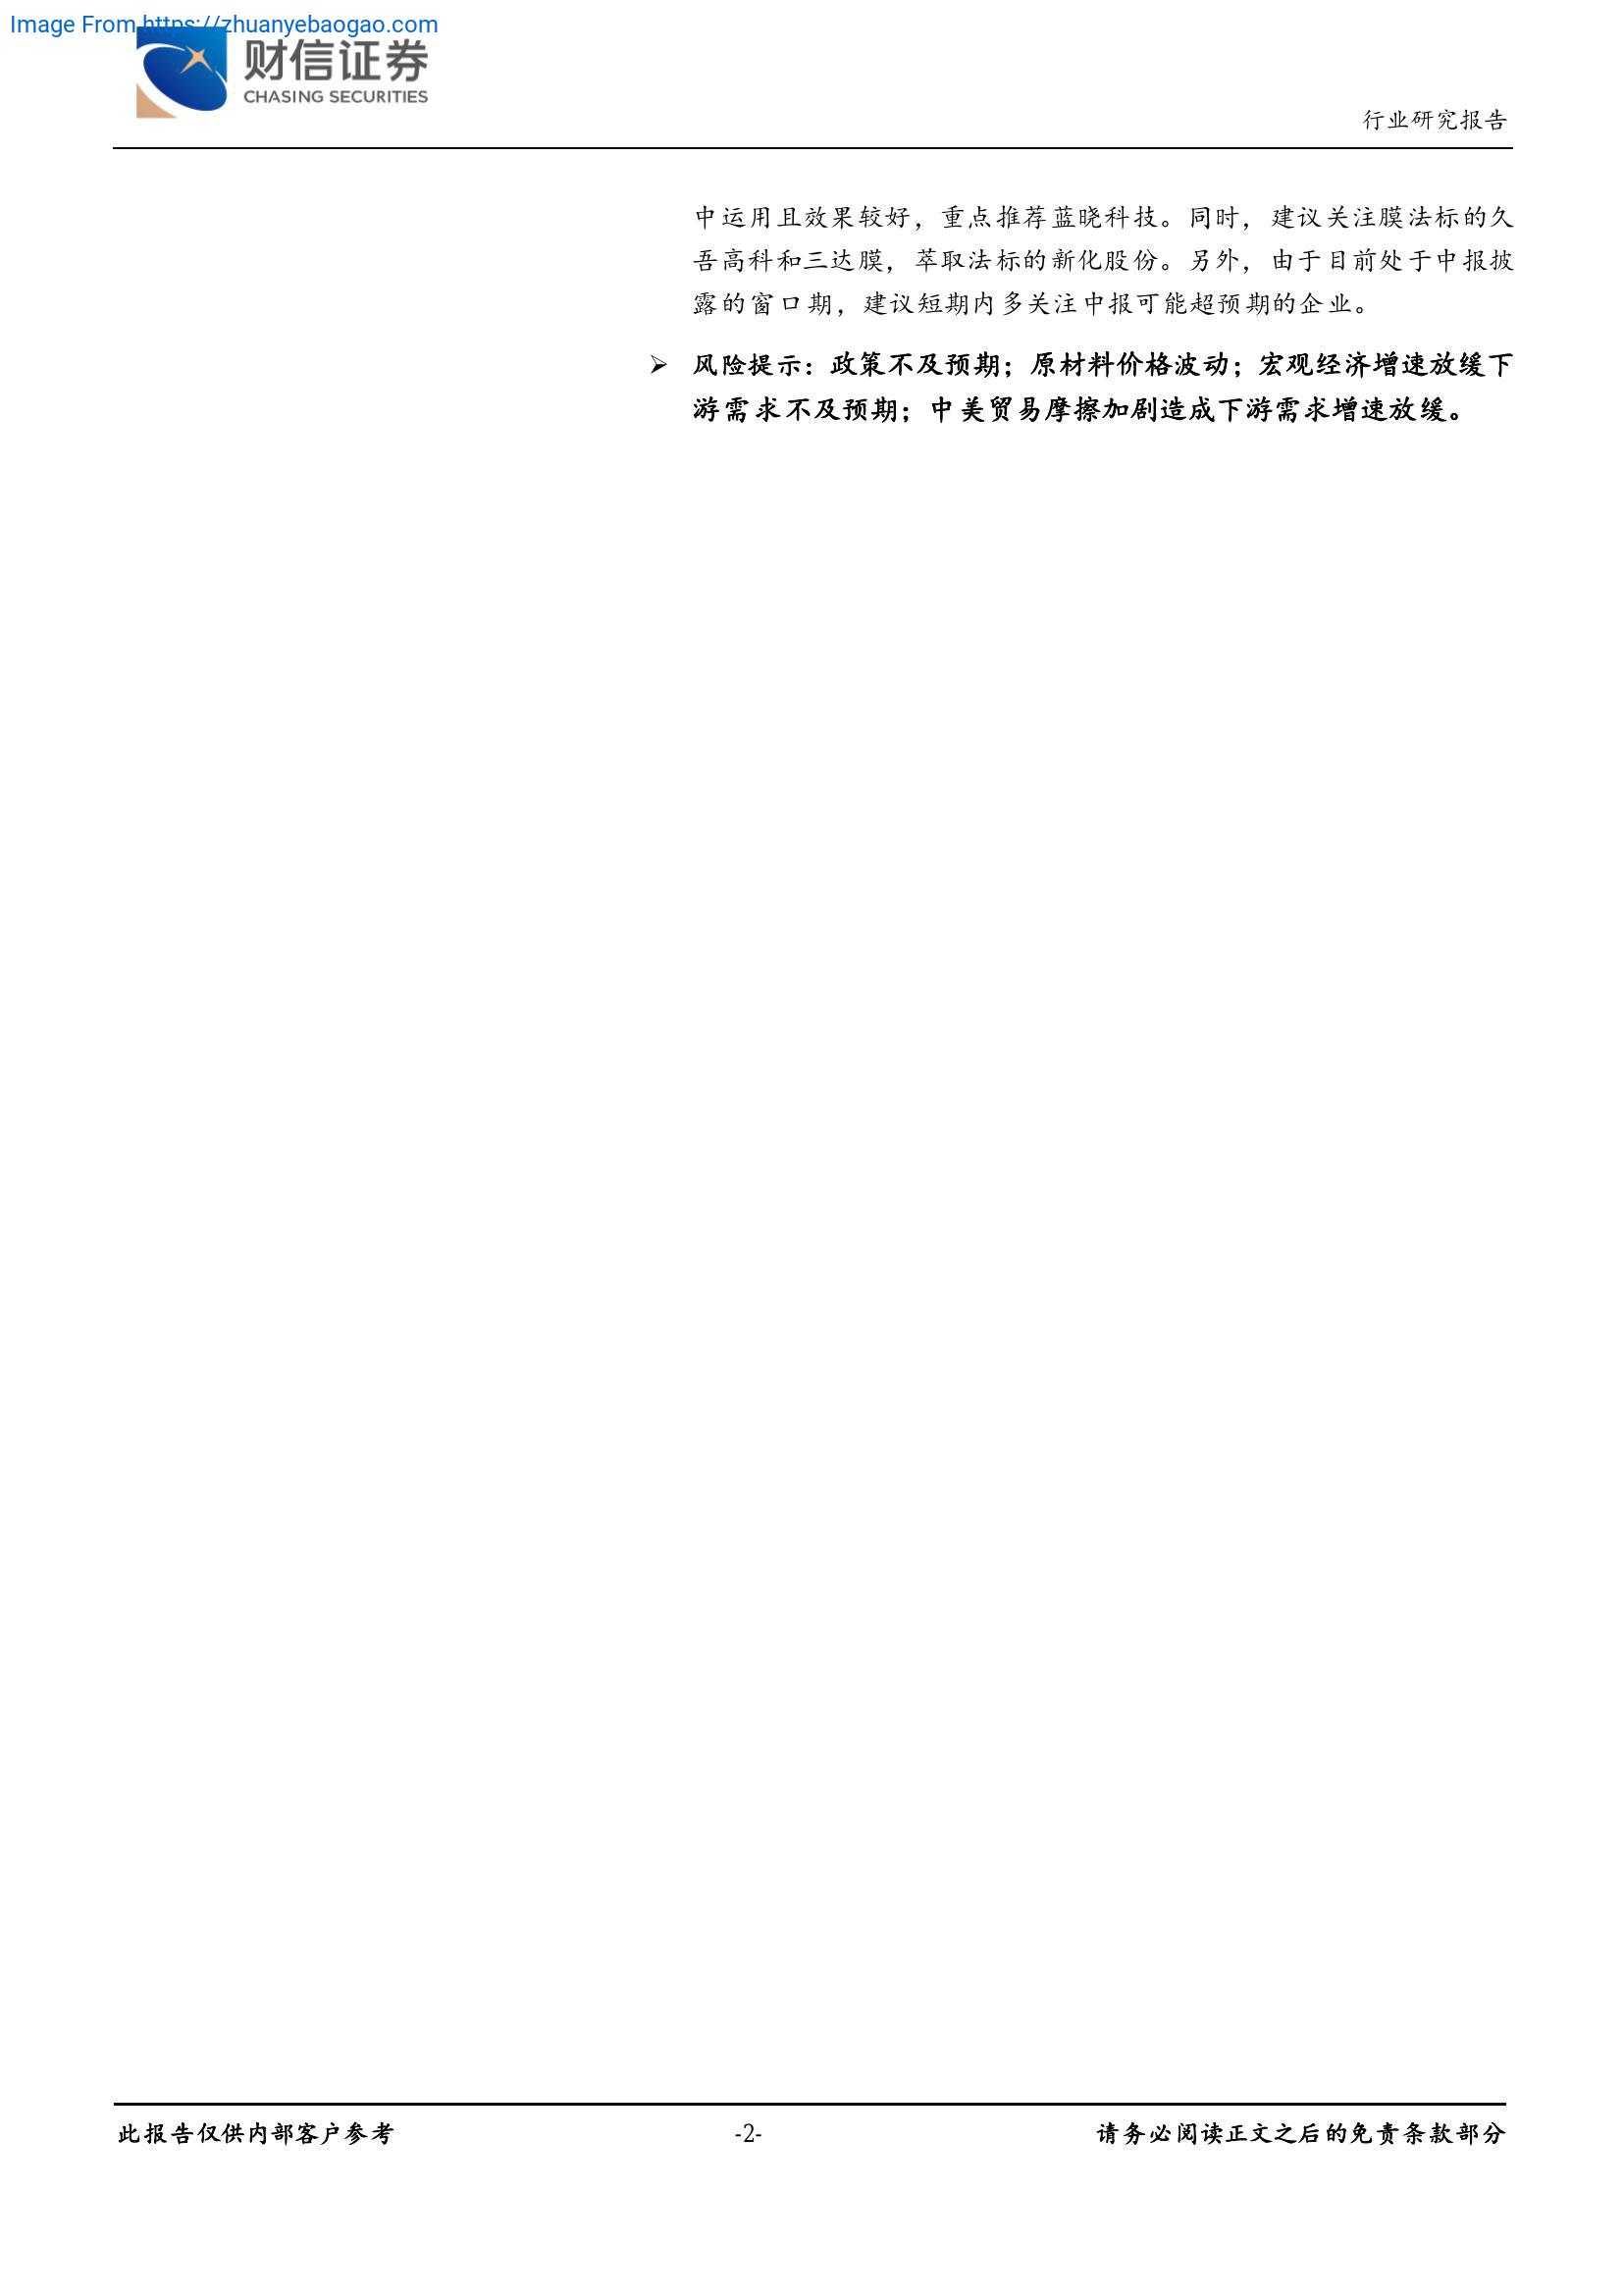 Image From https://zhuanyebaogao.com
财信证券
CHASING SECURITIES
行业研究报告
中运用且效果较好，重点推荐蓝晓科技。同时，建议关注膜法标的久
吾高科和三达膜，萃取法标的新化股份。另外，由于目前处于中报披
露的窗口期，建议短期内多关注中报可能超预期的企业。
➢ 风险提示：政策不及预期；原材料价格波动；宏观经济增速放缓下
游需求不及预期；中美贸易摩擦加剧造成下游需求增速放缓。
此报告仅供内部客户参考
-2-
请务必阅读正文之后的免责条款部分